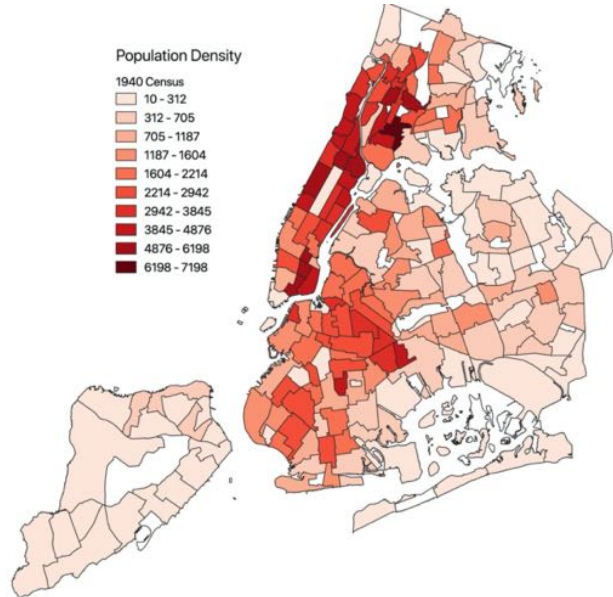 Population Density
1940 Census
10 - 312
312 - 705
705 - 1187
1187 - 1604
1604 - 2214
2214 - 2942
2942 - 3845
3845 - 4876
4876 - 6198
6198 - 7198